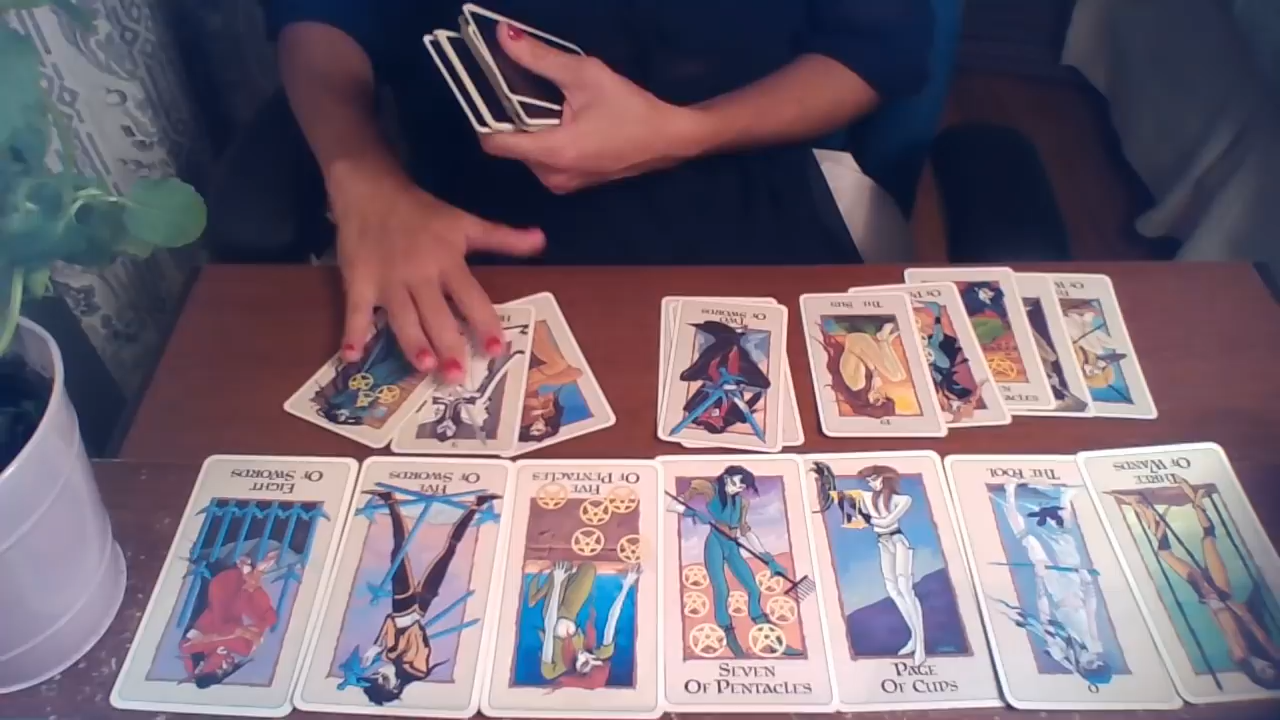 TWO
OF SWORDS
THE SUN
19
EIGHT
OF SWORDS
FIVE
OF SWORDS
FIVE
OF PENTACLES
SEVEN
OF PENTACLES
PAGE
OF CUPS
THE FOOL
0
THREE
OF WANDS